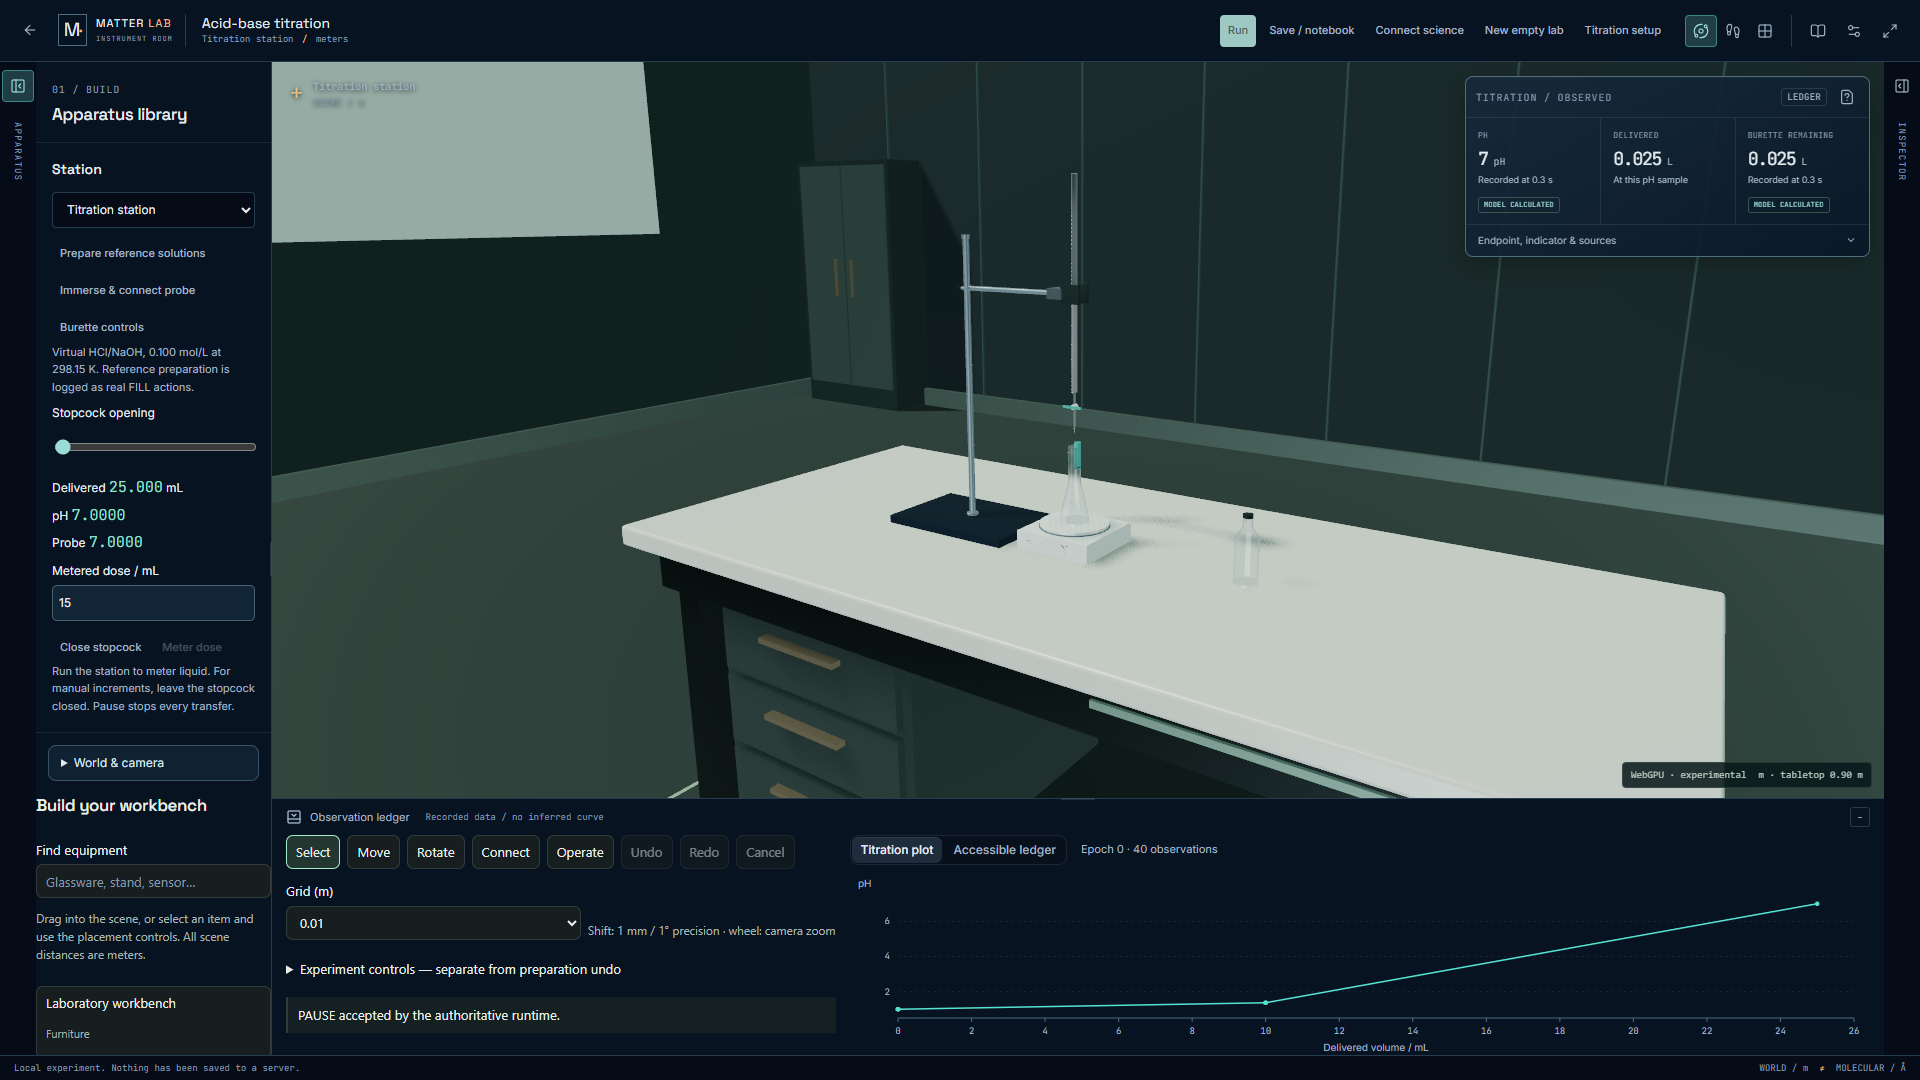 M
MATTER LAB
INSTRUMENT ROOM
Acid-base titration
Titration station / meters
Run
Save / notebook
Connect science
New empty lab
Titration setup
APPARATUS
01 / BUILD
Apparatus library
Station
Titration station
Prepare reference solutions
Immerse & connect probe
Burette controls
Virtual HCl/NaOH, 0.100 mol/L at
298.15 K. Reference preparation is
logged as real FILL actions.
Stopcock opening
Delivered 25.000 mL
pH 7.0000
Probe 7.0000
Metered dose / mL
15
Close stopcock
Meter dose
Run the station to meter liquid. For
manual increments, leave the stopcock
closed. Pause stops every transfer.
World & camera
Build your workbench
Find equipment
Glassware, stand, sensor...
Drag into the scene, or select an item and
use the placement controls. All scene
distances are meters.
Laboratory workbench
Furniture
Titration station
TITRATION / OBSERVED
LEDGER
PH
7 pH
Recorded at 0.3 s
MODEL CALCULATED
DELIVERED
0.025 L
At this pH sample
BURETTE REMAINING
0.025 L
Recorded at 0.3 s
MODEL CALCULATED
Endpoint, indicator & sources
INSPECTOR
WebGPU · experimental m · tabletop 0.90 m
Observation ledger
Recorded data / no inferred curve
-
Select
Move
Rotate
Connect
Operate
Undo
Redo
Cancel
Grid (m)
0.01
Shift: 1 mm / 1° precision · wheel: camera zoom
Experiment controls — separate from preparation undo
PAUSE accepted by the authoritative runtime.
Titration plot
Accessible ledger
Epoch 0 · 40 observations
pH
6
4
2
0 2 4 6 8 10 12 14 16 18 20 22 24 26
Delivered volume / mL
Local experiment. Nothing has been saved to a server.
WORLD / m ≠ MOLECULAR / Å